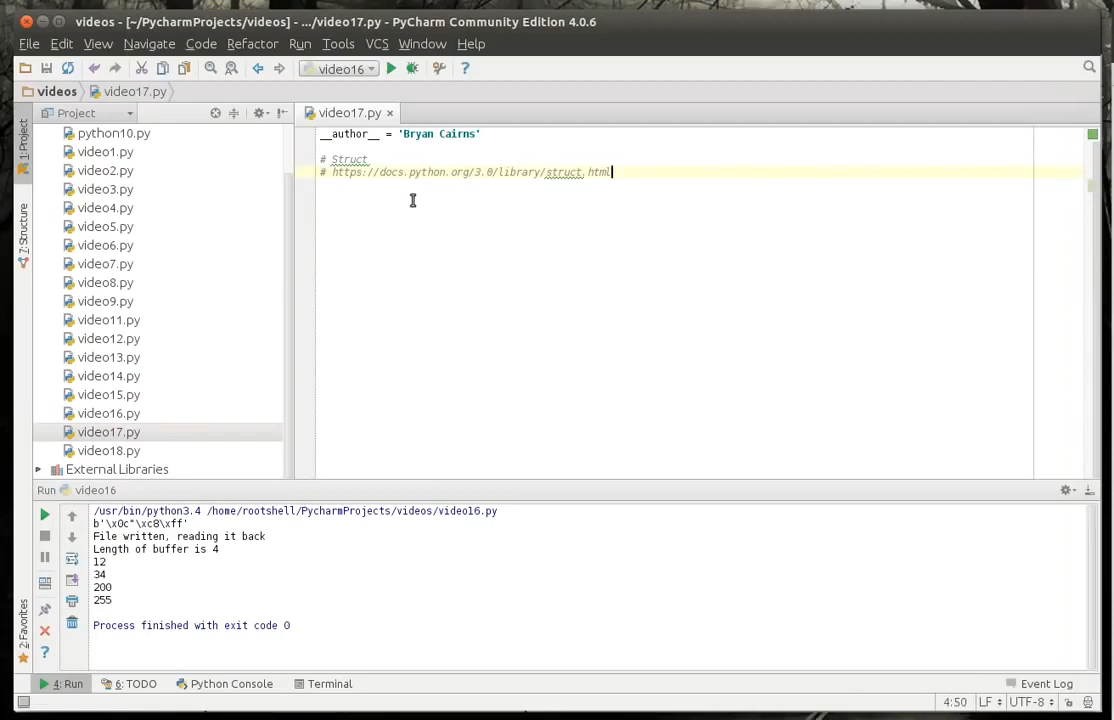 videos - [~/PycharmProjects/videos] - .../video17.py - PyCharm Community Edition 4.0.6
File Edit View Navigate Code Refactor Run Tools VCS Window Help
video16
videos video17.py
Project
video17.py
1: Project
7: Structure
2: Favorites
python10.py
video1.py
video2.py
video3.py
video4.py
video5.py
video6.py
video7.py
video8.py
video9.py
video11.py
video12.py
video13.py
video14.py
video15.py
video16.py
video17.py
video18.py
External Libraries
__author__ = 'Bryan Cairns'
# Struct
# https://docs.python.org/3.0/library/struct.html
Run video16
/usr/bin/python3.4 /home/rootshell/PycharmProjects/videos/video16.py
b'\x0c"\xc8\xff'
File written, reading it back
Length of buffer is 4
12
34
200
255
Process finished with exit code 0
4: Run 6: TODO Python Console Terminal Event Log
4:50 LF UTF-8